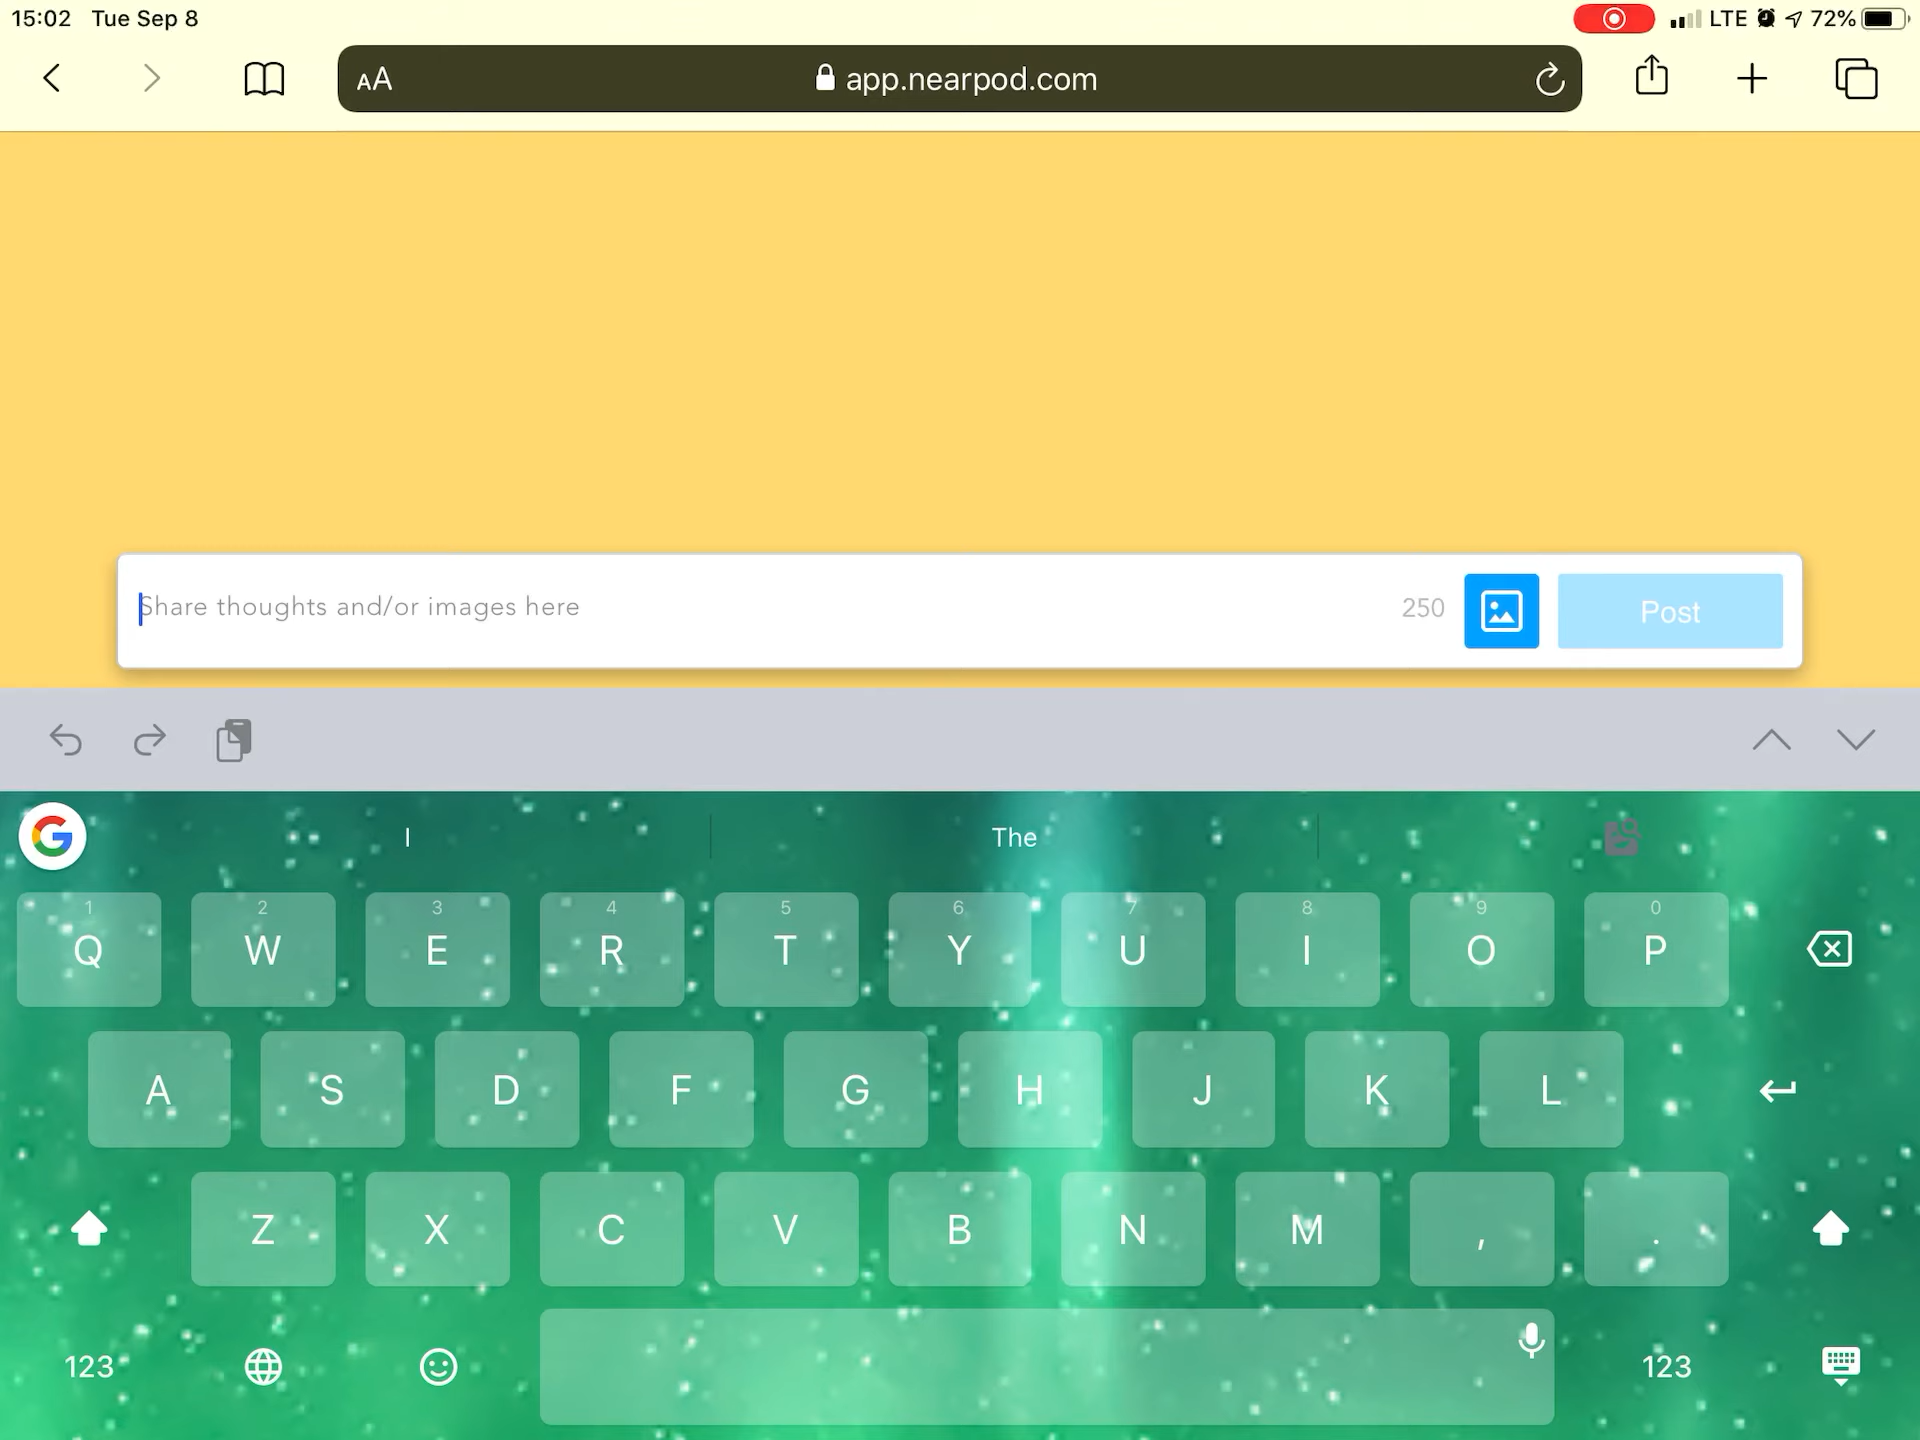 15:02 Tue Sep 8 LTE 72%
AA app.nearpod.com
Share thoughts and/or images here 250 Post
I The
1 2 3 4 5 6 7 8 9 0
Q W E R T Y U I O P
A S D F G H J K L
Z X C V B N M , .
123 123